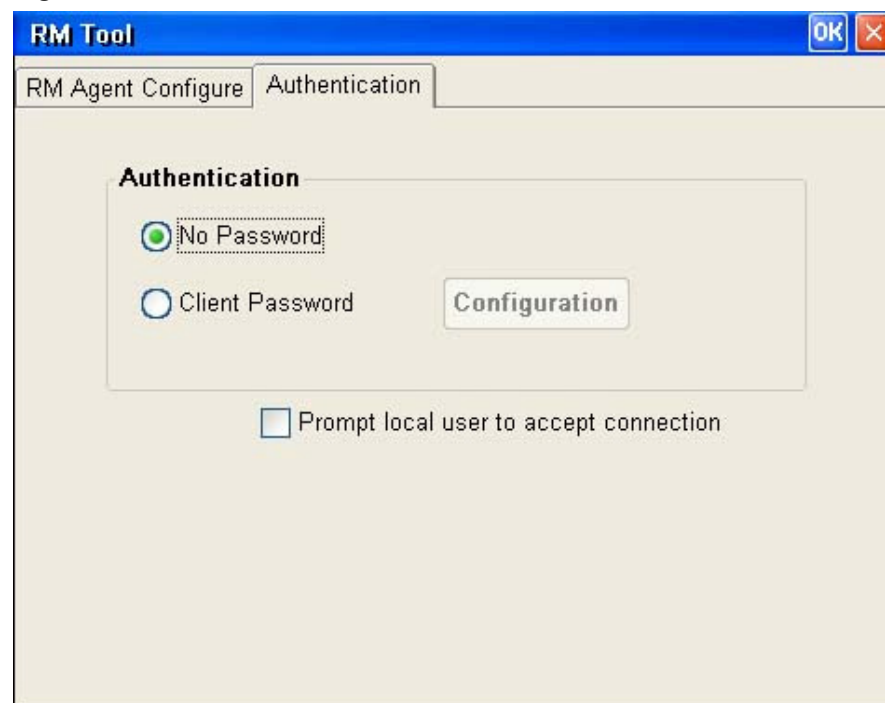 RM Tool
OK
RM Agent Configure
Authentication
Authentication
No Password
Client Password
Configuration
Prompt local user to accept connection